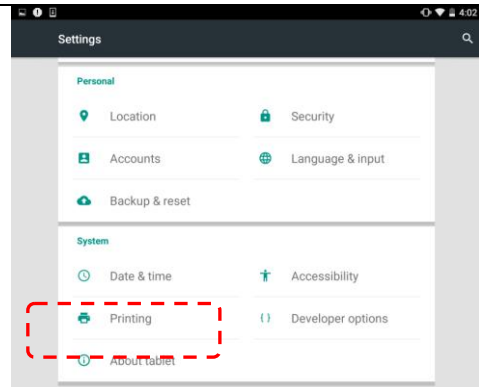 4:02
Settings
Personal
Location Security
Accounts Language & input
Backup & reset
System
Date & time Accessibility
Printing { } Developer options
About tablet